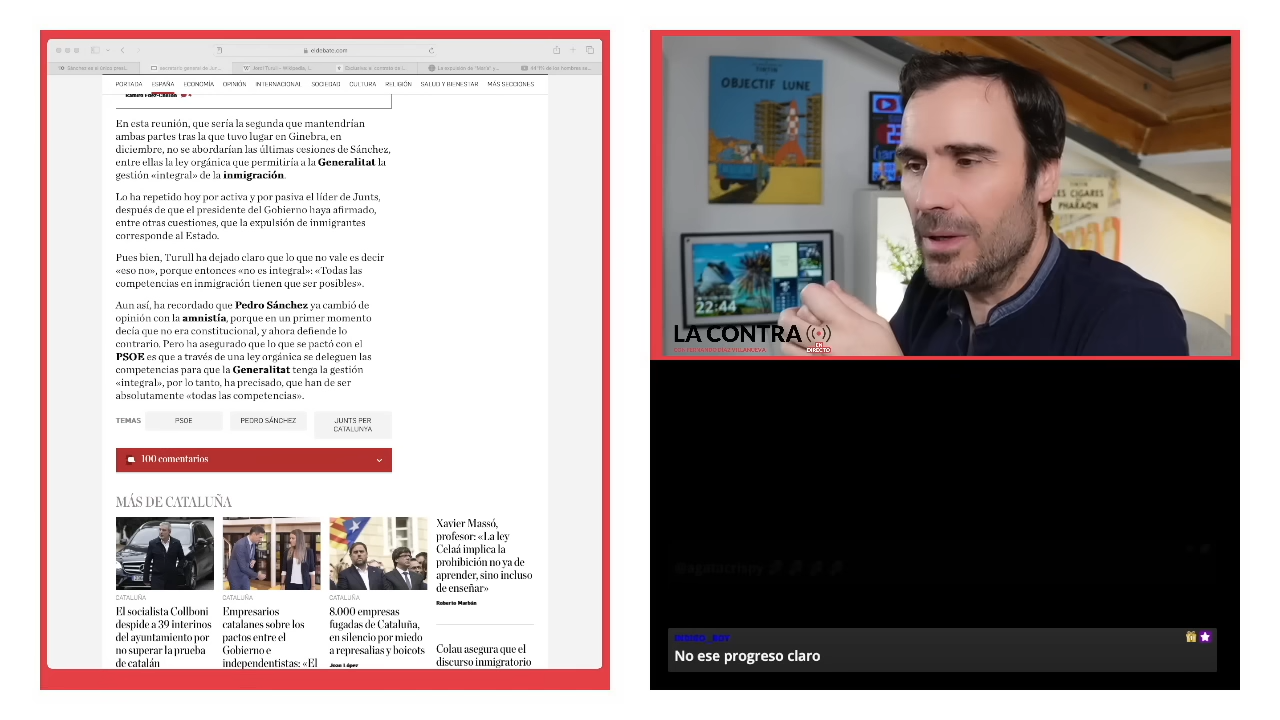 eldebate.com
PORTADA ESPAÑA ECONOMÍA OPINIÓN INTERNACIONAL SOCIEDAD CULTURA RELIGIÓN SALUD Y BIENESTAR MÁS SECCIONES
En esta reunión, que sería la segunda que mantendrían
ambas partes tras la que tuvo lugar en Ginebra, en
diciembre, no se abordarían las últimas cesiones de Sánchez,
entre ellas la ley orgánica que permitiría a la Generalitat la
gestión «integral» de la inmigración.
Lo ha repetido hoy por activa y por pasiva el líder de Junts,
después de que el presidente del Gobierno haya afirmado,
entre otras cuestiones, que la expulsión de inmigrantes
corresponde al Estado.
Pues bien, Turull ha dejado claro que lo que no vale es decir
«eso no», porque entonces «no es integral»: «Todas las
competencias en inmigración tienen que ser posibles».
Aun así, ha recordado que Pedro Sánchez ya cambió de
opinión con la amnistía, porque en un primer momento
decía que no era constitucional, y ahora defiende lo
contrario. Pero ha asegurado que lo que se pactó con el
PSOE es que a través de una ley orgánica se deleguen las
competencias para que la Generalitat tenga la gestión
«integral», por lo tanto, ha precisado, que han de ser
absolutamente «todas las competencias».
TEMAS PSOE PEDRO SÁNCHEZ JUNTS PER
CATALUNYA
100 comentarios
MÁS DE CATALUÑA
CATALUÑA
El socialista Collboni
despide a 39 interinos
del ayuntamiento por
no superar la prueba
de catalán
CATALUÑA
Empresarios
catalanes sobre los
pactos entre el
Gobierno e
independentistas: «El
CATALUÑA
8.000 empresas
fugadas de Cataluña,
en silencio por miedo
a represalias y boicots
Joan López
Xavier Massó,
profesor: «La ley
Celaá implica la
prohibición no ya de
aprender, sino incluso
de enseñar»
Roberto Marbán
Colau asegura que el
discurso inmigratorio
OBJECTIF LUNE
LES CIGARES
PHARAON
22:44
LA CONTRA
EN
DIRECTO
CON FERNANDO DÍAZ VILLANUEVA
No ese progreso claro